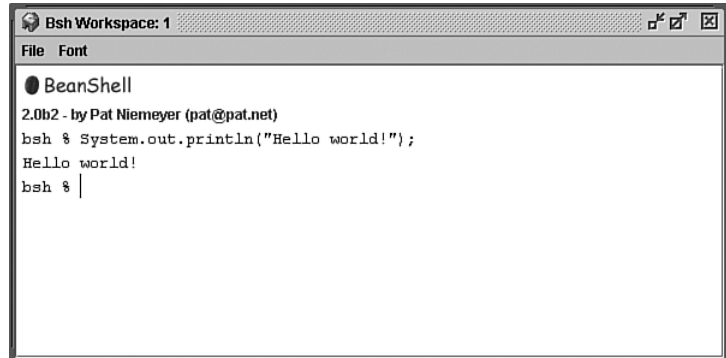 Bsh Workspace: 1
File Font
BeanShell
2.0b2 - by Pat Niemeyer (pat@pat.net)
bsh % System.out.println("Hello world!");
Hello world!
bsh %